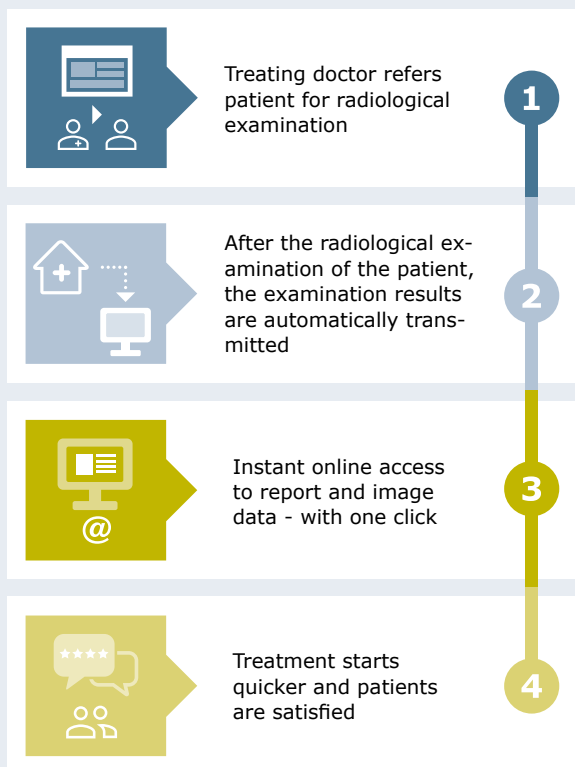 Treating doctor refers
patient for radiological
examination
1
After the radiological ex-
amination of the patient,
the examination results
are automatically trans-
mitted
2
@
Instant online access
to report and image
data - with one click
3
Treatment starts
quicker and patients
are satisfied
4